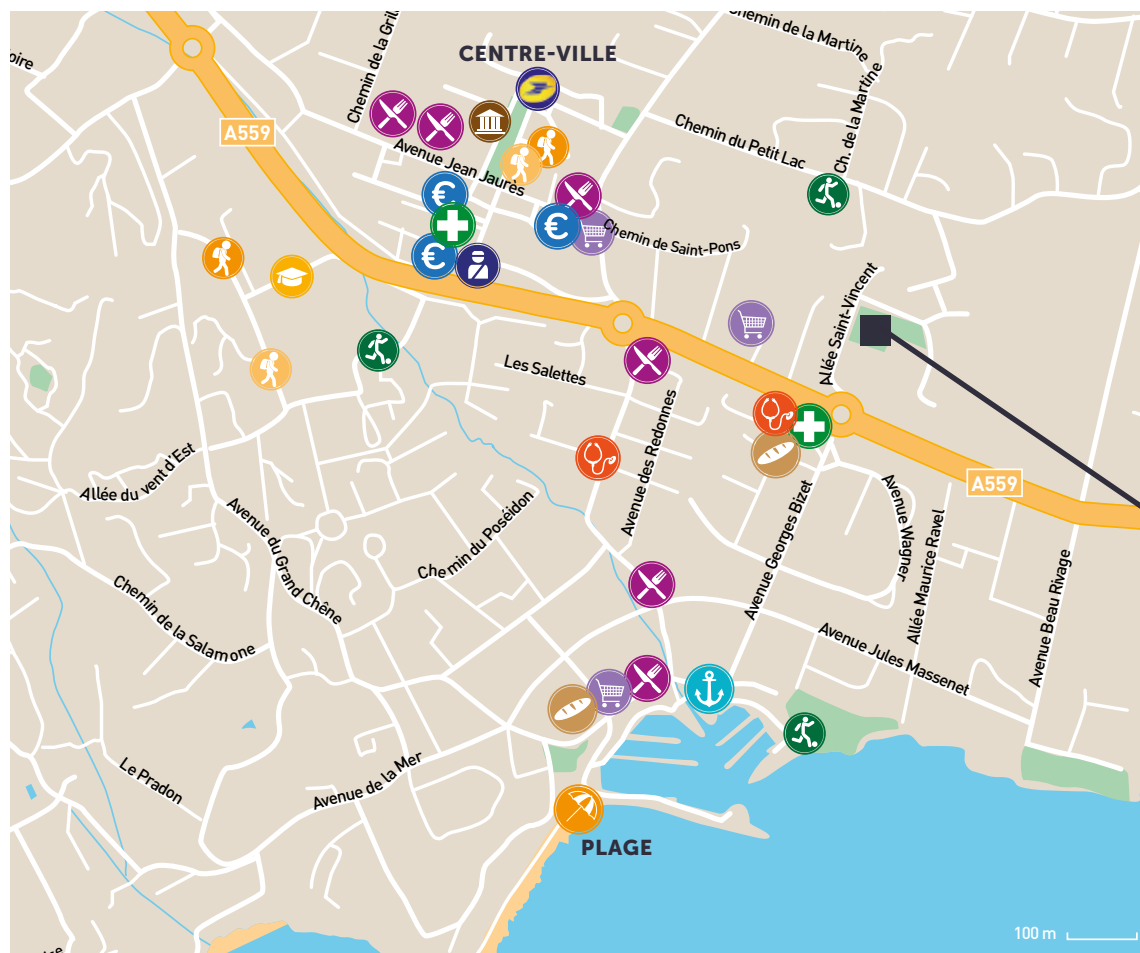 CENTRE-VILLE
Chemin de la Martine
Ch. de la Martine
A559
Chemin du Petit Lac
Avenue Jean Jaurès
€
€
Chemin de Saint-Pons
€
Allée Saint-Vincent
Les Salettes
Avenue des Redonnes
Allée du vent d'Est
A559
Avenue du Grand Chêne
Chemin du Poséidon
Avenue Georges Bizet
Avenue Wagner
Allée Maurice Ravel
Avenue Beau Rivage
Chemin de la Salamone
Avenue Jules Massenet
Le Pradon
Avenue de la Mer
PLAGE
100 m